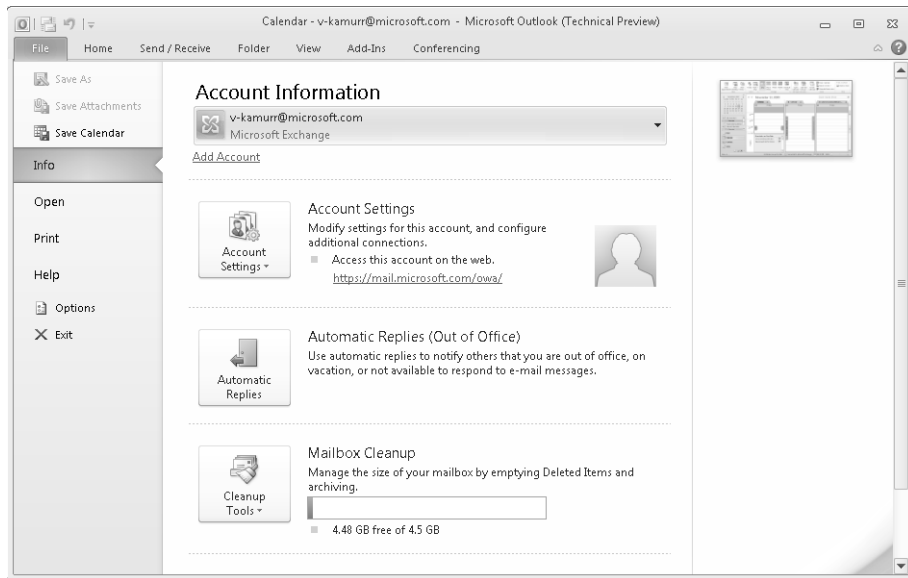 Calendar - v-kamurr@microsoft.com - Microsoft Outlook (Technical Preview)
File Home Send / Receive Folder View Add-Ins Conferencing
Save As
Save Attachments
Save Calendar
Info
Open
Print
Help
Options
Exit
Account Information
v-kamurr@microsoft.com
Microsoft Exchange
Add Account
Account
Settings
Account Settings
Modify settings for this account, and configure
additional connections.
Access this account on the web.
https://mail.microsoft.com/owa/
Automatic
Replies
Automatic Replies (Out of Office)
Use automatic replies to notify others that you are out of office, on
vacation, or not available to respond to e-mail messages.
Cleanup
Tools
Mailbox Cleanup
Manage the size of your mailbox by emptying Deleted Items and
archiving.
4.48 GB free of 4.5 GB